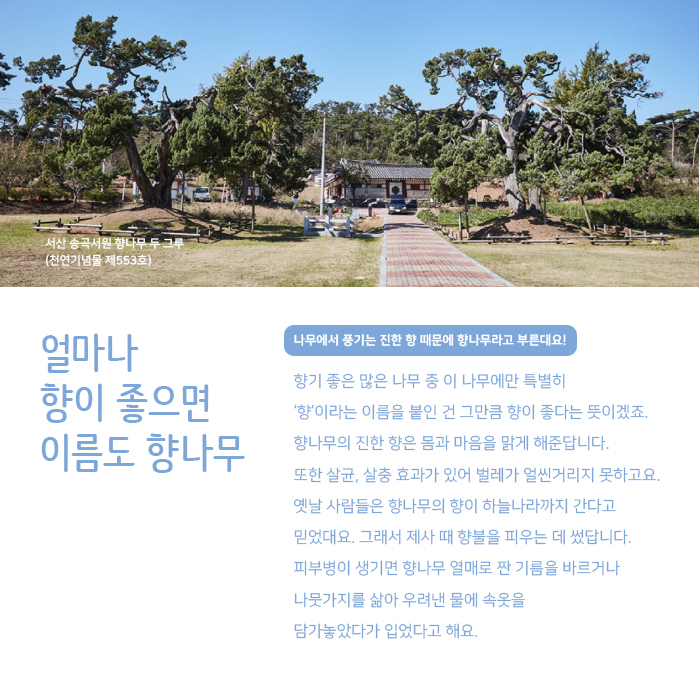 서산 송곡서원 향나무 두 그루
(천연기념물 제553호)
얼마나
향이 좋으면
이름도 향나무
나무에서 풍기는 진한 향 때문에 향나무라고 부른대요!
향기 좋은 많은 나무 중 이 나무에만 특별히
'향'이라는 이름을 붙인 건 그만큼 향이 좋다는 뜻이겠죠.
향나무의 진한 향은 몸과 마음을 맑게 해준답니다.
또한 살균, 살충 효과가 있어 벌레가 얼씬거리지 못하고요.
옛날 사람들은 향나무의 향이 하늘나라까지 간다고
믿었대요. 그래서 제사 때 향불을 피우는 데 썼답니다.
피부병이 생기면 향나무 열매로 짠 기름을 바르거나
나뭇가지를 삶아 우려낸 물에 속옷을
담가놓았다가 입었다고 해요.